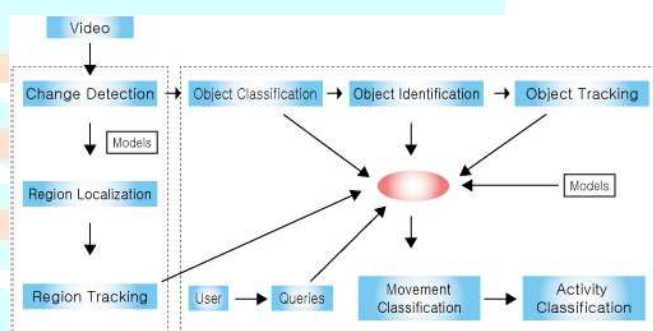 Video
Change Detection
Object Classification
Object Identification
Object Tracking
Models
Region Localization
Models
Region Tracking
User
Queries
Movement
Classification
Activity
Classification